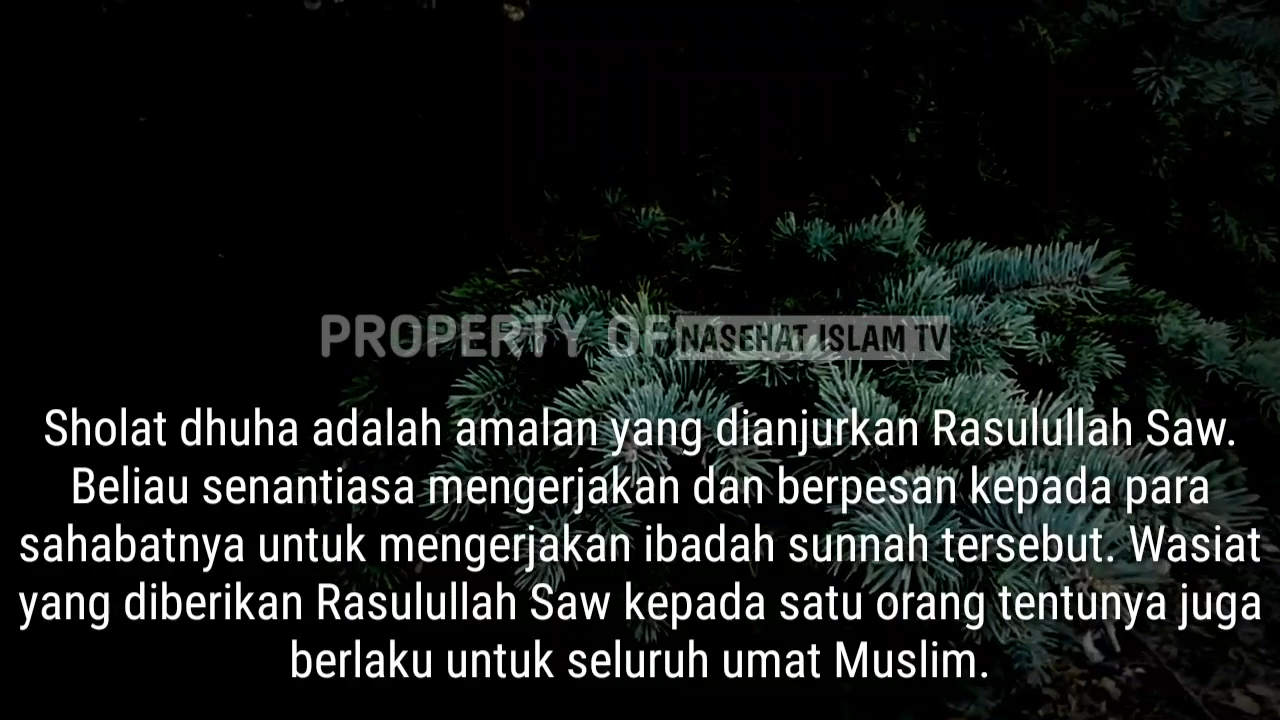 PROPERTY OF NASEHAT ISLAM TV
Sholat dhuha adalah amalan yang dianjurkan Rasulullah Saw.
Beliau senantiasa mengerjakan dan berpesan kepada para
sahabatnya untuk mengerjakan ibadah sunnah tersebut. Wasiat
yang diberikan Rasulullah Saw kepada satu orang tentunya juga
berlaku untuk seluruh umat Muslim.